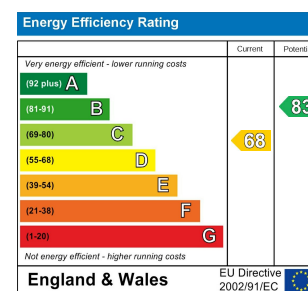 Energy Efficiency Rating
Current Potenti
Very energy efficient - lower running costs
(92 plus) A
(81-91) B
(69-80) C
(55-68) D
(39-54) E
(21-38) F
(1-20) G
68
83
Not energy efficient - higher running costs
England & Wales
EU Directive
2002/91/EC